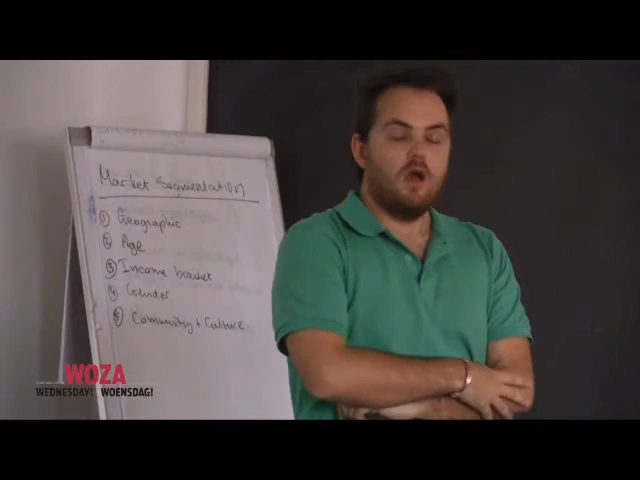 Market Segmentation
① Geographic
② Age
③ Income bracket
④ Gender
⑤ Community + Culture
WOZA
WEDNESDAY! WOENSDAG!